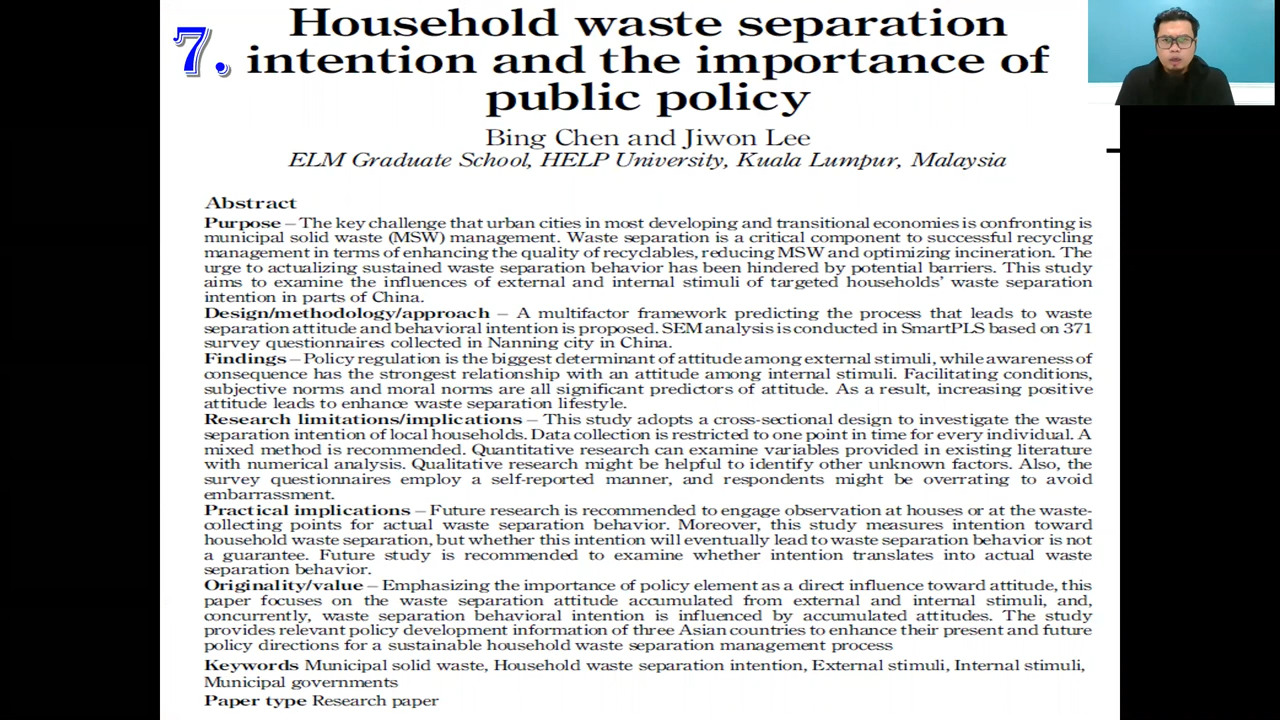 7.
Household waste separation
intention and the importance of
public policy
Bing Chen and Jiwon Lee
ELM Graduate School, HELP University, Kuala Lumpur, Malaysia
Abstract
Purpose – The key challenge that urban cities in most developing and transitional economies is confronting is
municipal solid waste (MSW) management. Waste separation is a critical component to successful recycling
management in terms of enhancing the quality of recyclables, reducing MSW and optimizing incineration. The
urge to actualizing sustained waste separation behavior has been hindered by potential barriers. This study
aims to examine the influences of external and internal stimuli of targeted households' waste separation
intention in parts of China.
Design/methodology/approach – A multifactor framework predicting the process that leads to waste
separation attitude and behavioral intention is proposed. SEM analysis is conducted in SmartPLS based on 371
survey questionnaires collected in Nanning city in China.
Findings – Policy regulation is the biggest determinant of attitude among external stimuli, while awareness of
consequence has the strongest relationship with an attitude among internal stimuli. Facilitating conditions,
subjective norms and moral norms are all significant predictors of attitude. As a result, increasing positive
attitude leads to enhance waste separation lifestyle.
Research limitations/implications – This study adopts a cross-sectional design to investigate the waste
separation intention of local households. Data collection is restricted to one point in time for every individual. A
mixed method is recommended. Quantitative research can examine variables provided in existing literature
with numerical analysis. Qualitative research might be helpful to identify other unknown factors. Also, the
survey questionnaires employ a self-reported manner, and respondents might be overrating to avoid
embarrassment.
Practical implications – Future research is recommended to engage observation at houses or at the waste-
collecting points for actual waste separation behavior. Moreover, this study measures intention toward
household waste separation, but whether this intention will eventually lead to waste separation behavior is not
a guarantee. Future study is recommended to examine whether intention translates into actual waste
separation behavior.
Originality/value – Emphasizing the importance of policy element as a direct influence toward attitude, this
paper focuses on the waste separation attitude accumulated from external and internal stimuli, and,
concurrently, waste separation behavioral intention is influenced by accumulated attitudes. The study
provides relevant policy development information of three Asian countries to enhance their present and future
policy directions for a sustainable household waste separation management process
Keywords Municipal solid waste, Household waste separation intention, External stimuli, Internal stimuli,
Municipal governments
Paper type Research paper